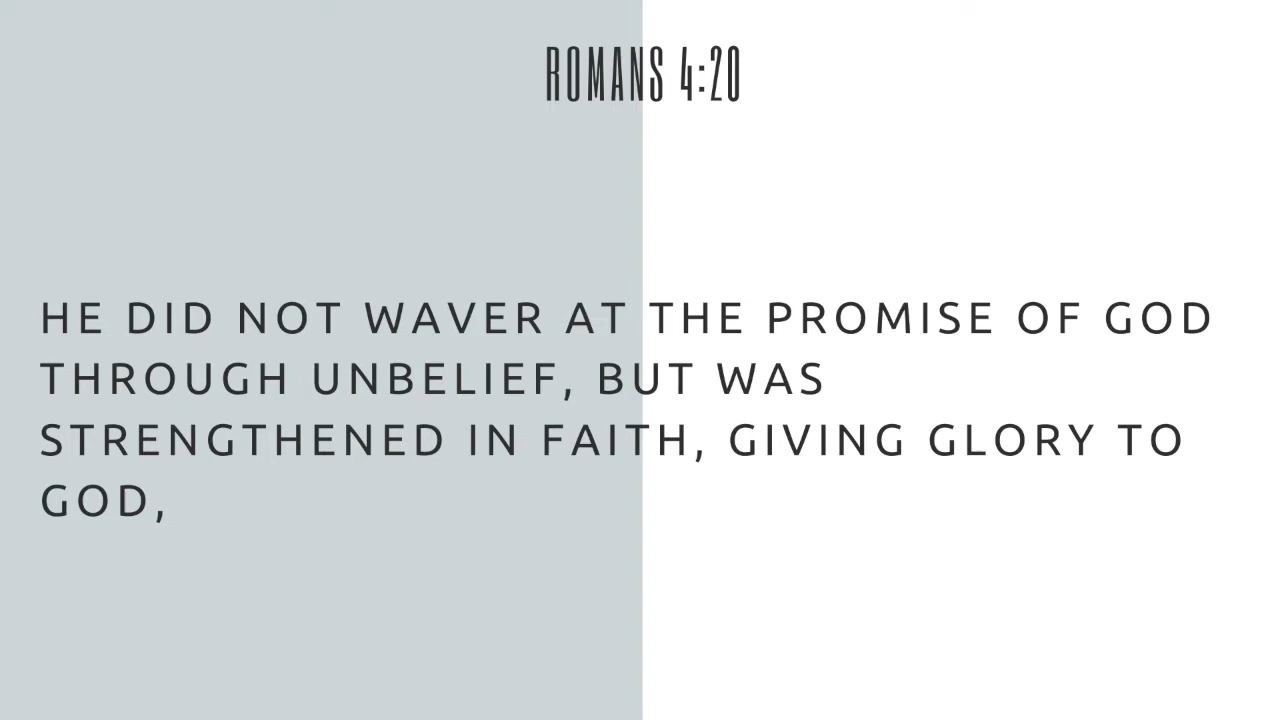 ROMANS 4:20
HE DID NOT WAVER AT THE PROMISE OF GOD
THROUGH UNBELIEF, BUT WAS
STRENGTHENED IN FAITH, GIVING GLORY TO
GOD,